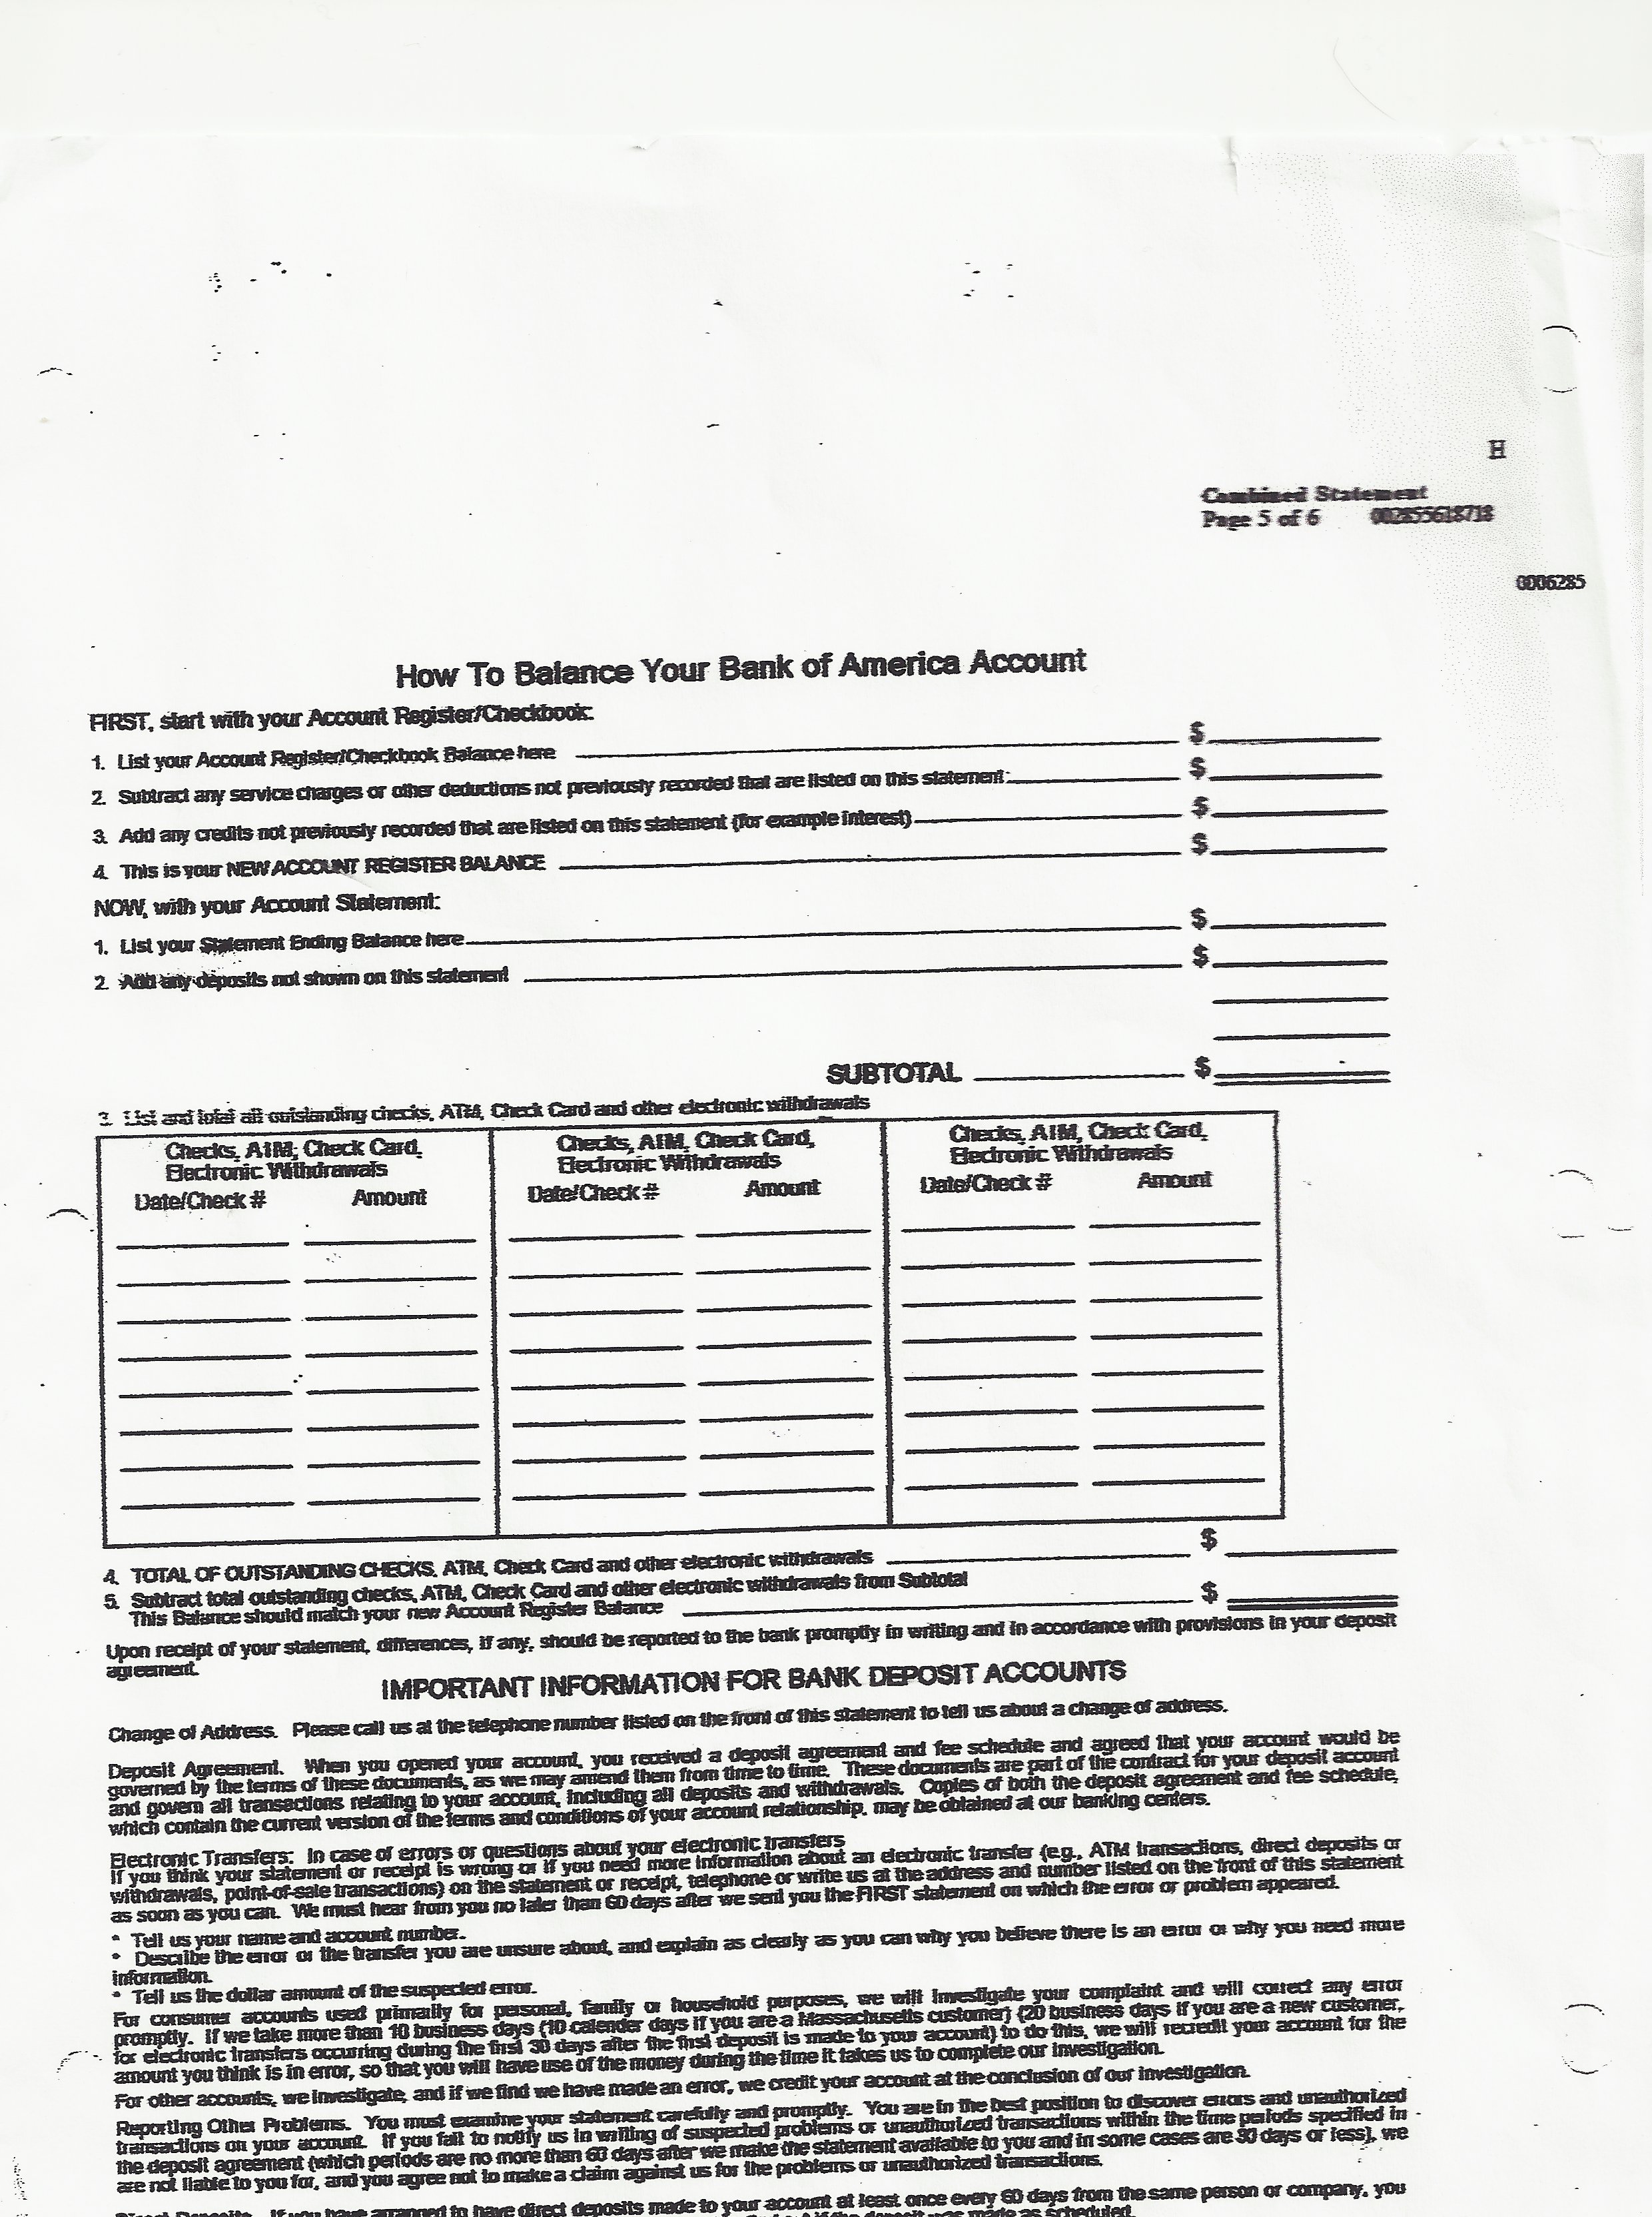 H
Combined Statement
Page 5 of 6 002855618718
0006285
How To Balance Your Bank of America Account
FIRST, start with your Account Register/Checkbook:
1. List your Account Register/Checkbook Balance here $
2. Subtract any service charges or other deductions not previously recorded that are listed on this statement: $
3. Add any credits not previously recorded that are listed on this statement (for example interest) $
4. This is your NEW ACCOUNT REGISTER BALANCE $
NOW, with your Account Statement:
1. List your Statement Ending Balance here $
2. Add any deposits not shown on this statement $
SUBTOTAL $
3. List and total all outstanding checks, ATM, Check Card and other electronic withdrawals
Checks, ATM, Check Card, Checks, ATM, Check Card, Checks, ATM, Check Card,
Electronic Withdrawals Electronic Withdrawals Electronic Withdrawals
Date/Check # Amount Date/Check # Amount Date/Check # Amount
4. TOTAL OF OUTSTANDING CHECKS, ATM, Check Card and other electronic withdrawals $
5. Subtract total outstanding checks, ATM, Check Card and other electronic withdrawals from Subtotal
This Balance should match your new Account Register Balance $
Upon receipt of your statement, differences, if any, should be reported to the bank promptly in writing and in accordance with provisions in your deposit
agreement.
IMPORTANT INFORMATION FOR BANK DEPOSIT ACCOUNTS
Change of Address. Please call us at the telephone number listed on the front of this statement to tell us about a change of address.
Deposit Agreement. When you opened your account, you received a deposit agreement and fee schedule and agreed that your account would be
governed by the terms of these documents, as we may amend them from time to time. These documents are part of the contract for your deposit account
and govern all transactions relating to your account, including all deposits and withdrawals. Copies of both the deposit agreement and fee schedule,
which contain the current version of the terms and conditions of your account relationship, may be obtained at our banking centers.
Electronic Transfers: In case of errors or questions about your electronic transfers
If you think your statement or receipt is wrong or if you need more information about an electronic transfer (e.g., ATM transactions, direct deposits or
withdrawals, point-of-sale transactions) on the statement or receipt, telephone or write us at the address and number listed on the front of this statement
as soon as you can. We must hear from you no later than 60 days after we sent you the FIRST statement on which the error or problem appeared.
* Tell us your name and account number.
* Describe the error or the transfer you are unsure about, and explain as clearly as you can why you believe there is an error or why you need more
information.
* Tell us the dollar amount of the suspected error.
For consumer accounts used primarily for personal, family or household purposes, we will investigate your complaint and will correct any error
promptly. If we take more than 10 business days (10 calender days if you are a Massachusetts customer) (20 business days if you are a new customer,
for electronic transfers occurring during the first 30 days after the first deposit is made to your account) to do this, we will recredit your account for the
amount you think is in error, so that you will have use of the money during the time it takes us to complete our investigation.
For other accounts, we investigate, and if we find we have made an error, we credit your account at the conclusion of our investigation.
Reporting Other Problems. You must examine your statement carefully and promptly. You are in the best position to discover errors and unauthorized
transactions on your account. If you fail to notify us in writing of suspected problems or unauthorized transactions within the time periods specified in
the deposit agreement (which periods are no more than 60 days after we make the statement available to you and in some cases are 30 days or less), we
are not liable to you for, and you agree not to make a claim against us for the problems or unauthorized transactions.
Direct Deposits. If you have arranged to have direct deposits made to your account at least once every 60 days from the same person or company, you
was made as scheduled.